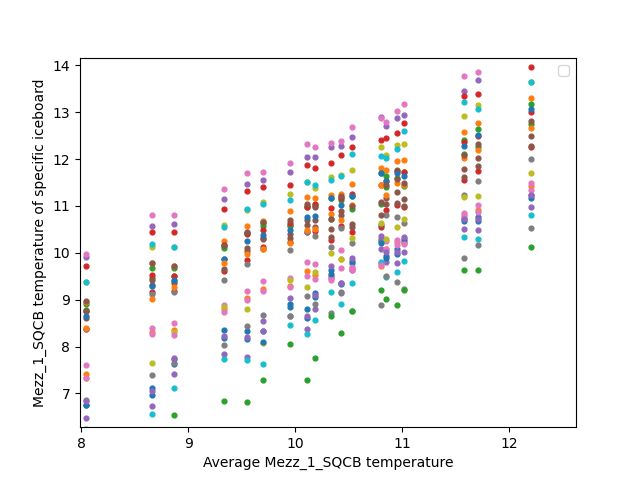 14
13
12
11
10
9
8
7
Mezz_1_SQCB temperature of specific iceboard
8 9 10 11 12
Average Mezz_1_SQCB temperature